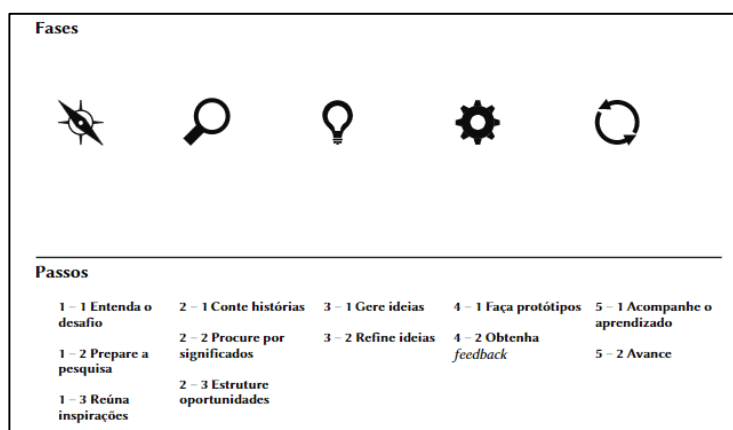 Fases
Passos
1 – 1 Entenda o
desafio
1 – 2 Prepare a
pesquisa
1 – 3 Reúna
inspirações
2 – 1 Conte histórias
2 – 2 Procure por
significados
2 – 3 Estruture
oportunidades
3 – 1 Gere ideias
3 – 2 Refine ideias
4 – 1 Faça protótipos
4 – 2 Obtenha
feedback
5 – 1 Acompanhe o
aprendizado
5 – 2 Avance